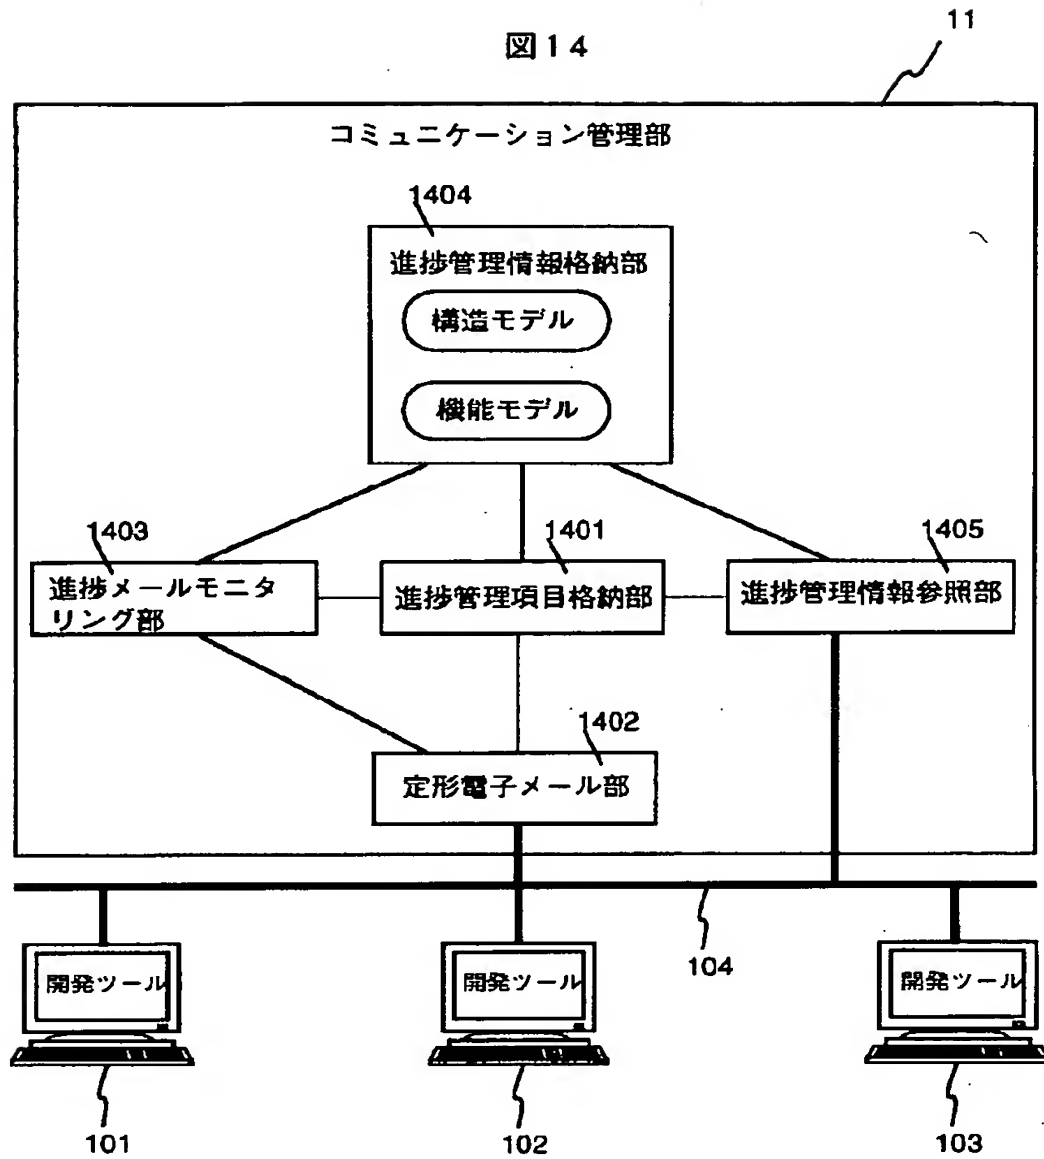 11
図14
コミュニケーション管理部
1404
進捗管理情報格納部
構造モデル
機能モデル
1403
1401
1405
進捗メールモニタ
リング部
進捗管理項目格納部
進捗管理情報参照部
1402
定形電子メール部
104
開発ツール
開発ツール
開発ツール
101
102
103